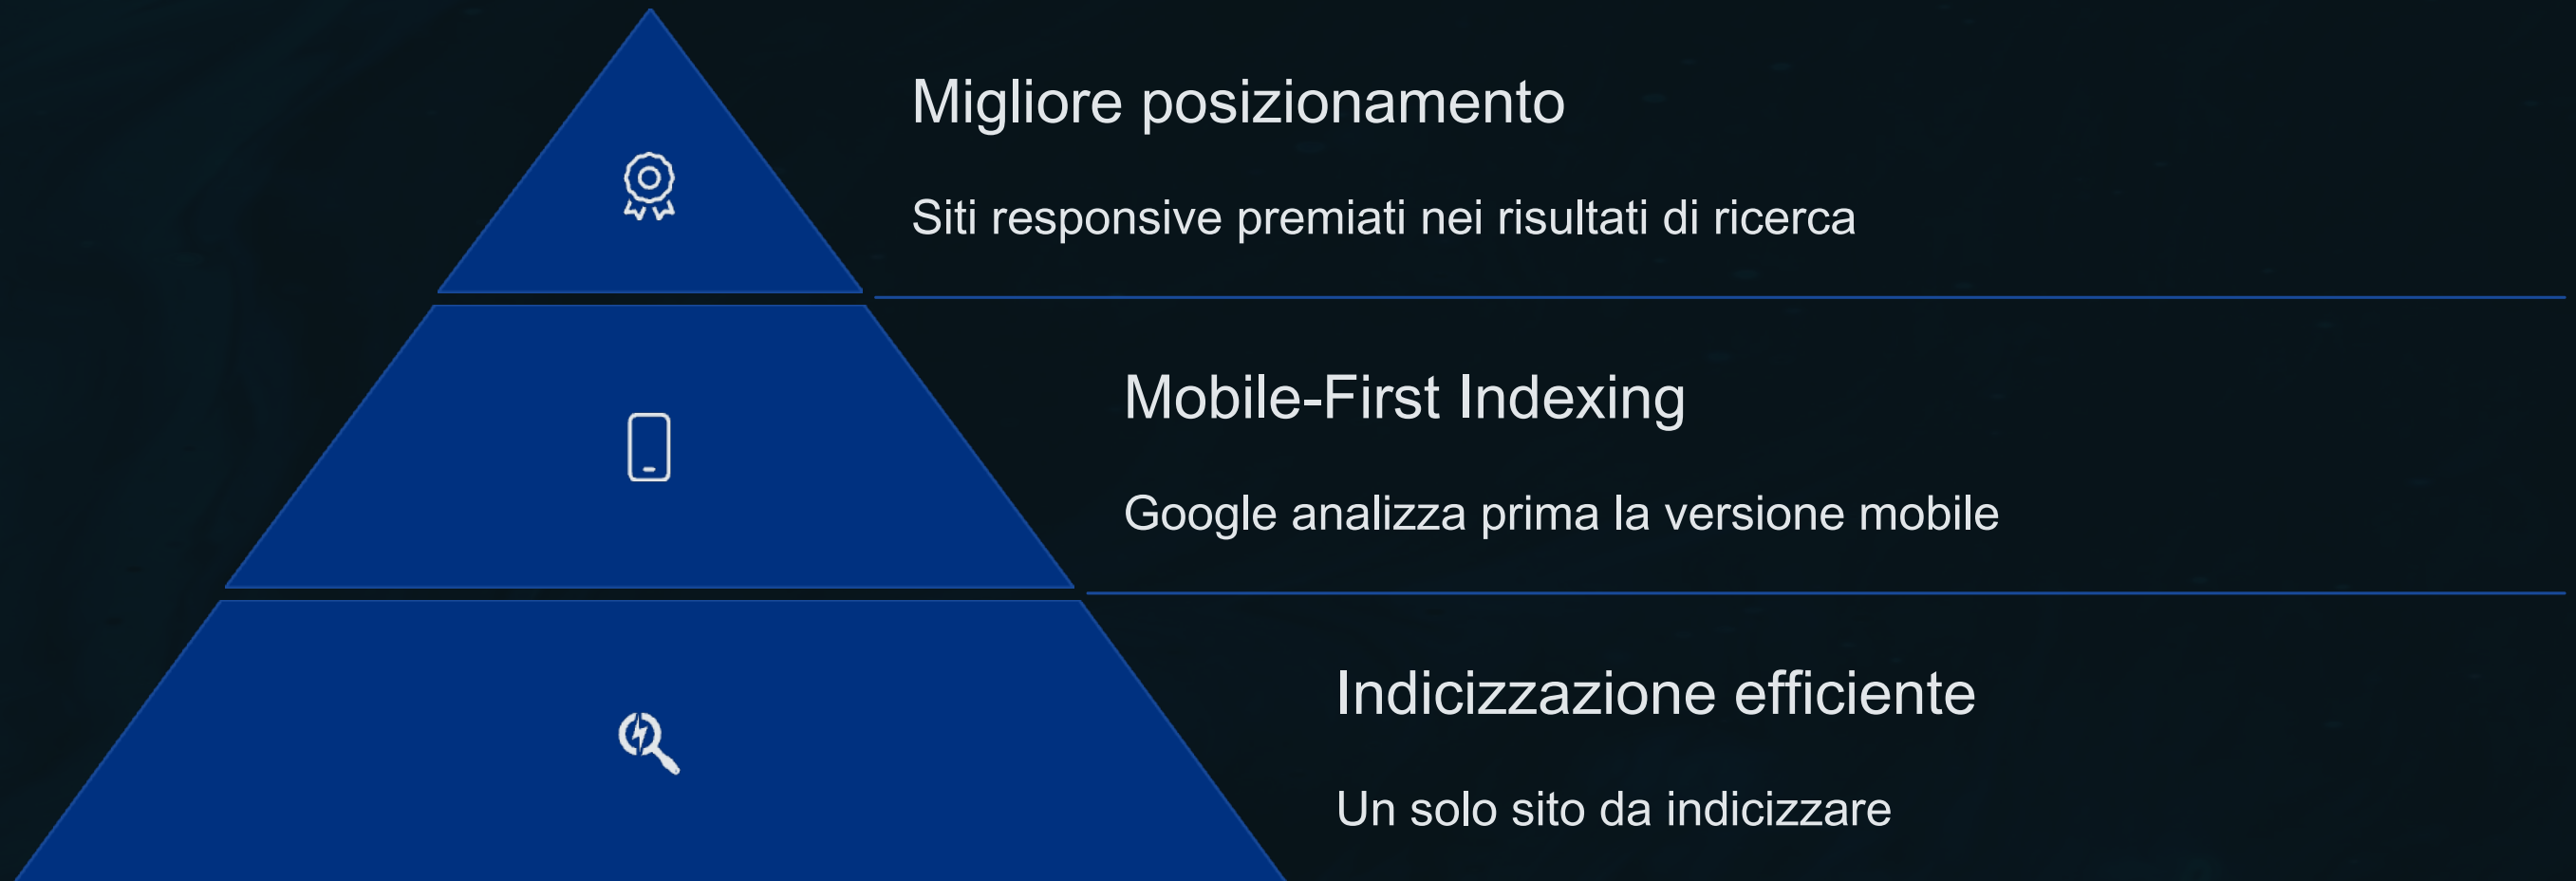 Migliore posizionamento
Siti responsive premiati nei risultati di ricerca
Mobile-First Indexing
Google analizza prima la versione mobile
Indicizzazione efficiente
Un solo sito da indicizzare